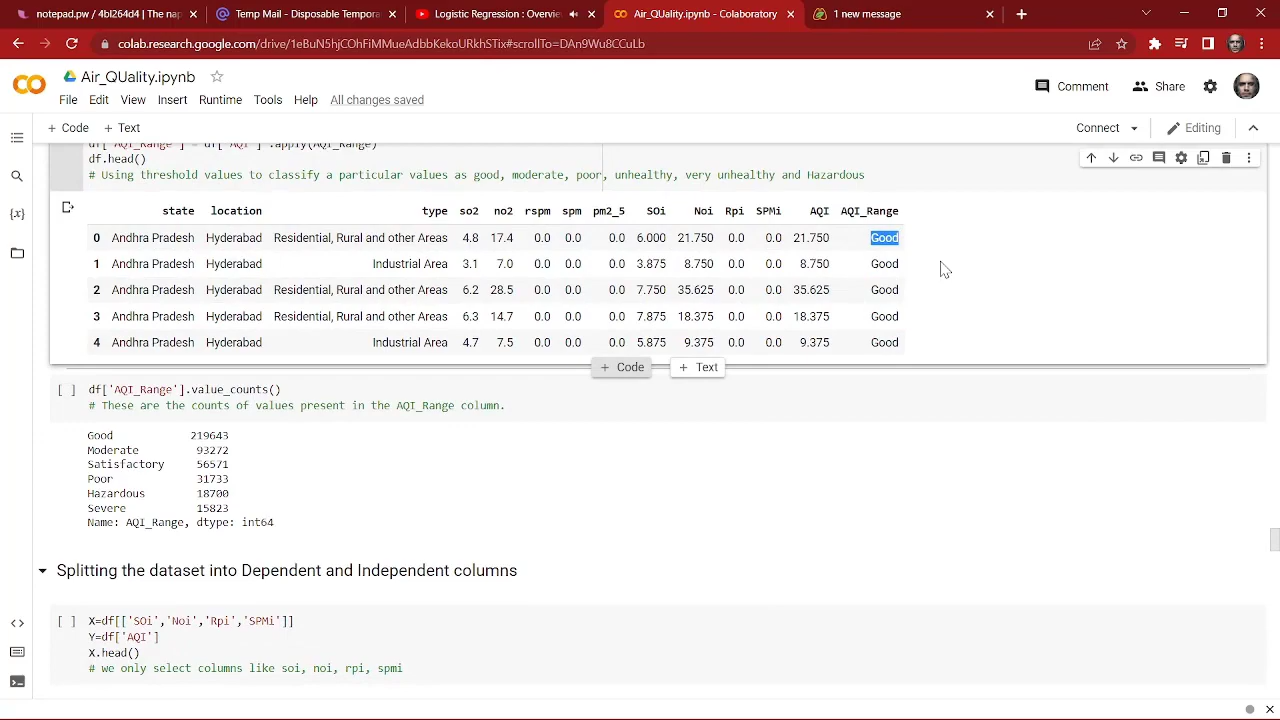 notepad.pw / 4bl264d4 | The nap
Temp Mail - Disposable Tempora
Logistic Regression : Overvie
Air_QUality.ipynb - Colaboratory
1 new message
colab.research.google.com/drive/1eBuN5hjCOhFiMMueAdbbKekoURkhSTix#scrollTo=DAn9Wu8CCuLb
CO
Air_QUality.ipynb
Comment
Share
File Edit View Insert Runtime Tools Help All changes saved
+ Code + Text
Connect
Editing
df['AQI_Range'] = df['AQI'] .apply(AQI_Range)
df.head()
# Using threshold values to classify a particular values as good, moderate, poor, unhealthy, very unhealthy and Hazardous
state location type so2 no2 rspm spm pm2_5 SOi Noi Rpi SPMi AQI AQI_Range
0 Andhra Pradesh Hyderabad Residential, Rural and other Areas 4.8 17.4 0.0 0.0 0.0 6.000 21.750 0.0 0.0 21.750 Good
1 Andhra Pradesh Hyderabad Industrial Area 3.1 7.0 0.0 0.0 0.0 3.875 8.750 0.0 0.0 8.750 Good
2 Andhra Pradesh Hyderabad Residential, Rural and other Areas 6.2 28.5 0.0 0.0 0.0 7.750 35.625 0.0 0.0 35.625 Good
3 Andhra Pradesh Hyderabad Residential, Rural and other Areas 6.3 14.7 0.0 0.0 0.0 7.875 18.375 0.0 0.0 18.375 Good
4 Andhra Pradesh Hyderabad Industrial Area 4.7 7.5 0.0 0.0 0.0 5.875 9.375 0.0 0.0 9.375 Good
+ Code + Text
[ ] df['AQI_Range'].value_counts()
# These are the counts of values present in the AQI_Range column.
Good 219643
Moderate 93272
Satisfactory 56571
Poor 31733
Hazardous 18700
Severe 15823
Name: AQI_Range, dtype: int64
Splitting the dataset into Dependent and Independent columns
[ ] X=df[['SOi','Noi','Rpi','SPMi']]
Y=df['AQI']
X.head()
# we only select columns like soi, noi, rpi, spmi